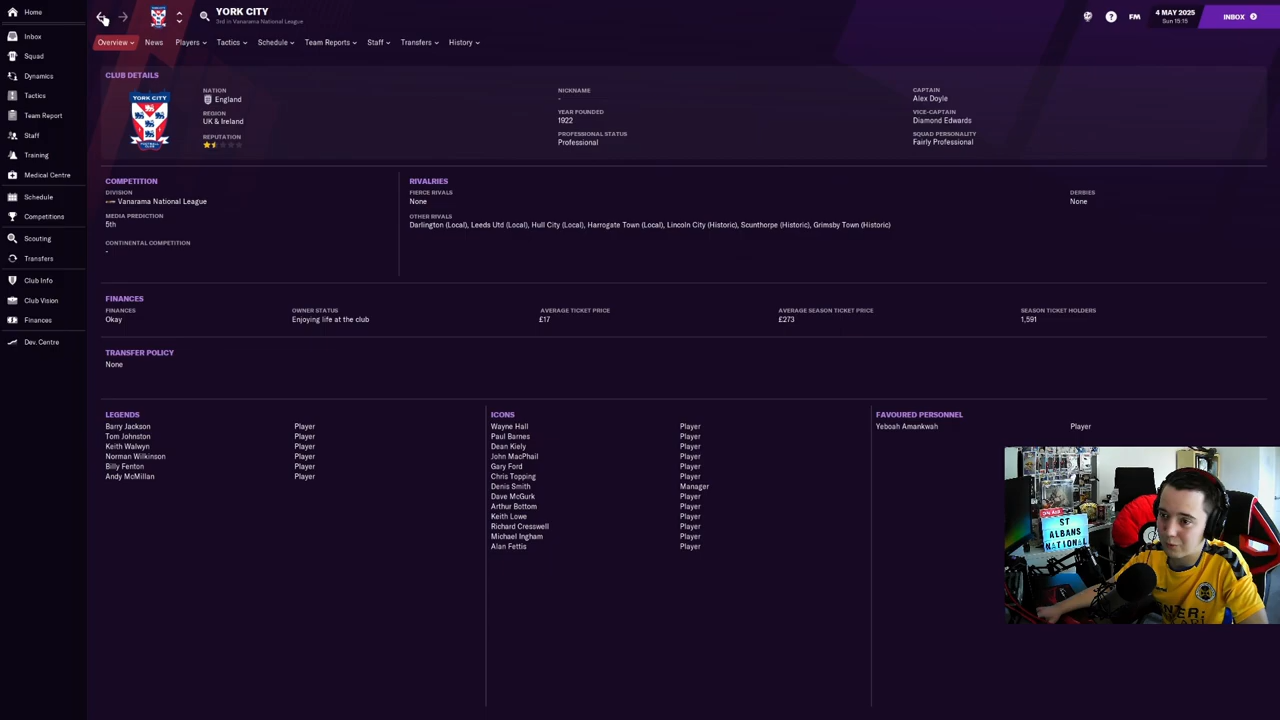 Home
Inbox
Squad
Dynamics
Tactics
Team Report
Staff
Training
Medical Centre
Schedule
Competitions
Scouting
Transfers
Club Info
Club Vision
Finances
Dev. Centre
YORK CITY
3rd in Vanarama National League
FM
4 MAY 2025
Sun 15:15
INBOX
Overview
News
Players
Tactics
Schedule
Team Reports
Staff
Transfers
History
CLUB DETAILS
YORK CITY
FOOTBALL CLUB
NATION
England
REGION
UK & Ireland
REPUTATION
NICKNAME
-
YEAR FOUNDED
1922
PROFESSIONAL STATUS
Professional
CAPTAIN
Alex Doyle
VICE-CAPTAIN
Diamond Edwards
SQUAD PERSONALITY
Fairly Professional
COMPETITION
DIVISION
Vanarama National League
MEDIA PREDICTION
5th
CONTINENTAL COMPETITION
-
RIVALRIES
FIERCE RIVALS
None
DERBIES
None
OTHER RIVALS
Darlington (Local), Leeds Utd (Local), Hull City (Local), Harrogate Town (Local), Lincoln City (Historic), Scunthorpe (Historic), Grimsby Town (Historic)
FINANCES
FINANCES
Okay
OWNER STATUS
Enjoying life at the club
AVERAGE TICKET PRICE
£17
AVERAGE SEASON TICKET PRICE
£273
SEASON TICKET HOLDERS
1,591
TRANSFER POLICY
None
LEGENDS
Barry Jackson Player
Tom Johnston Player
Keith Walwyn Player
Norman Wilkinson Player
Billy Fenton Player
Andy McMillan Player
ICONS
Wayne Hall Player
Paul Barnes Player
Dean Kiely Player
John MacPhail Player
Gary Ford Player
Chris Topping Player
Denis Smith Manager
Dave McGurk Player
Arthur Bottom Player
Keith Lowe Player
Richard Cresswell Player
Michael Ingham Player
Alan Fettis Player
FAVOURED PERSONNEL
Yeboah Amankwah Player
ON AIR
ST
ALBANS
NATIONAL